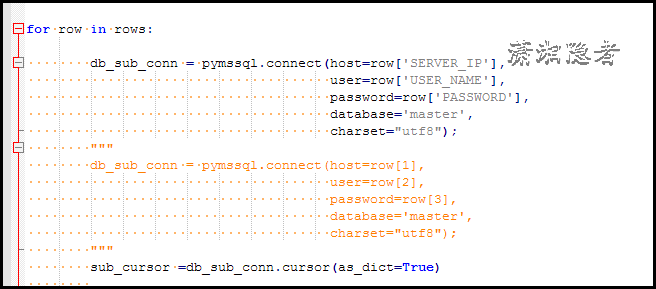 for row in rows:
db_sub_conn = pymssql.connect(host=row['SERVER_IP'],
潇湘隐者
user=row['USER_NAME'],
password=row['PASSWORD'],
database='master',
charset="utf8");
"""
db_sub_conn = pymssql.connect(host=row[1],
user=row[2],
password=row[3],
database='master',
charset="utf8");
"""
sub_cursor =db_sub_conn.cursor(as_dict=True)